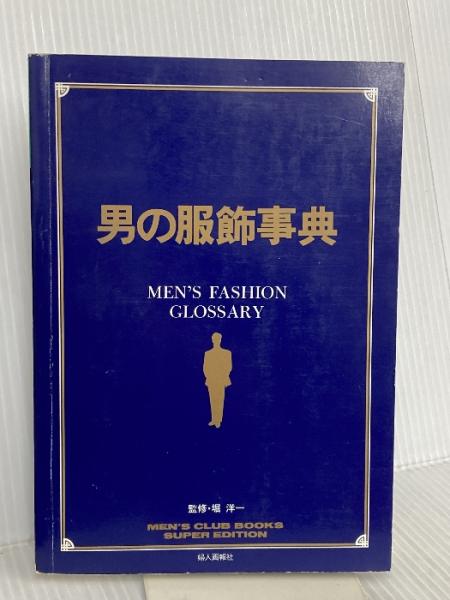 男の服飾事典
MEN'S FASHION
GLOSSARY
監修・堀 洋一
MEN'S CLUB BOOKS
SUPER EDITION
婦人画報社